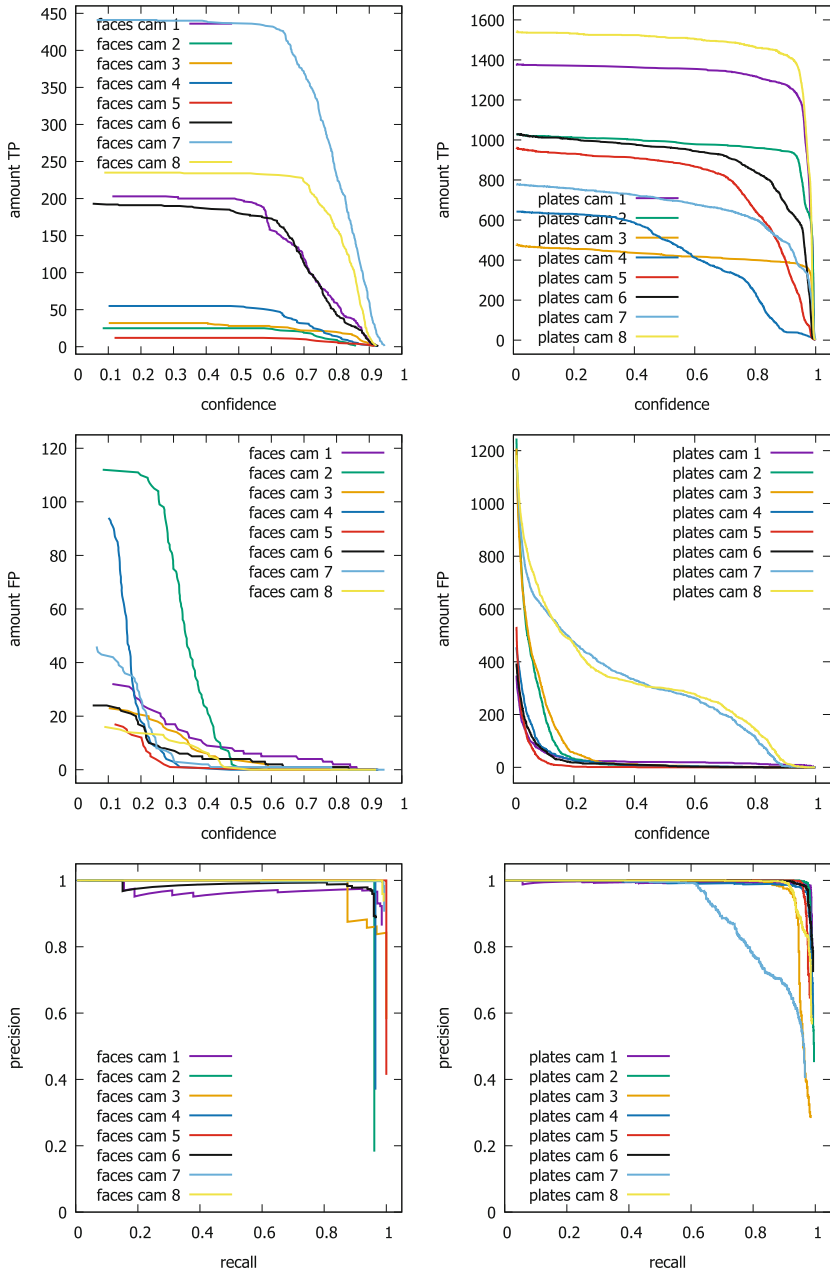 450
400
350
300
250
200
150
100
50
0
amount TP
faces cam 1
faces cam 2
faces cam 3
faces cam 4
faces cam 5
faces cam 6
faces cam 7
faces cam 8
0 0.1 0.2 0.3 0.4 0.5 0.6 0.7 0.8 0.9 1
confidence
1600
1400
1200
1000
800
600
400
200
0
amount TP
plates cam 1
plates cam 2
plates cam 3
plates cam 4
plates cam 5
plates cam 6
plates cam 7
plates cam 8
0 0.2 0.4 0.6 0.8 1
confidence
120
100
80
60
40
20
0
amount FP
faces cam 1
faces cam 2
faces cam 3
faces cam 4
faces cam 5
faces cam 6
faces cam 7
faces cam 8
0 0.1 0.2 0.3 0.4 0.5 0.6 0.7 0.8 0.9 1
confidence
1200
1000
800
600
400
200
0
amount FP
plates cam 1
plates cam 2
plates cam 3
plates cam 4
plates cam 5
plates cam 6
plates cam 7
plates cam 8
0 0.2 0.4 0.6 0.8 1
confidence
1
0.8
0.6
0.4
0.2
0
precision
faces cam 1
faces cam 2
faces cam 3
faces cam 4
faces cam 5
faces cam 6
faces cam 7
faces cam 8
0 0.2 0.4 0.6 0.8 1
recall
1
0.8
0.6
0.4
0.2
0
precision
plates cam 1
plates cam 2
plates cam 3
plates cam 4
plates cam 5
plates cam 6
plates cam 7
plates cam 8
0 0.2 0.4 0.6 0.8 1
recall